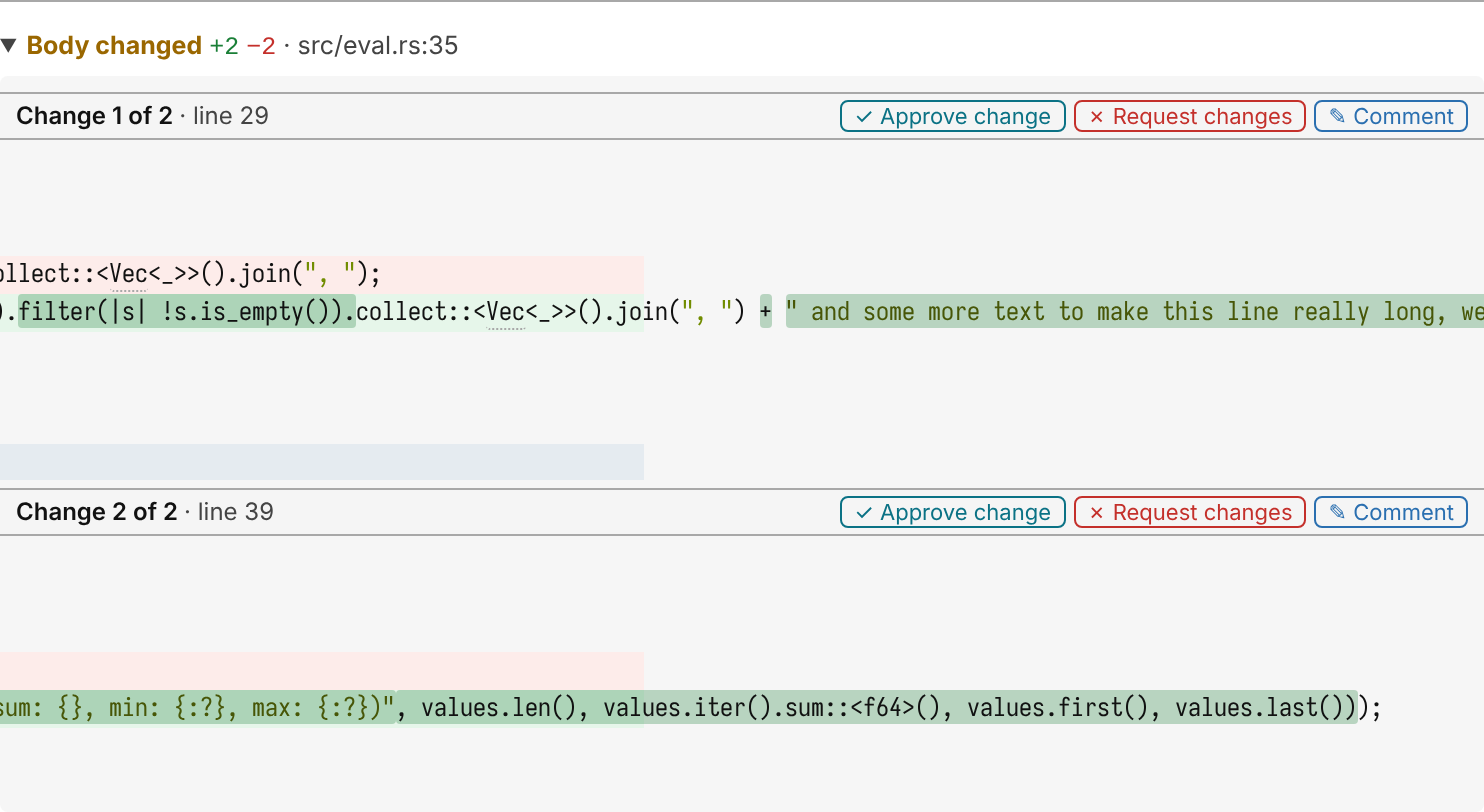 ▼ Body changed +2 −2 · src/eval.rs:35
Change 1 of 2 · line 29 ✓ Approve change × Request changes ✎ Comment
ollect::<Vec<_>>().join(", ");
).filter(|s| !s.is_empty()).collect::<Vec<_>>().join(", ") + " and some more text to make this line really long, we
Change 2 of 2 · line 39 ✓ Approve change × Request changes ✎ Comment
sum: {}, min: {:?}, max: {:?})", values.len(), values.iter().sum::<f64>(), values.first(), values.last()));